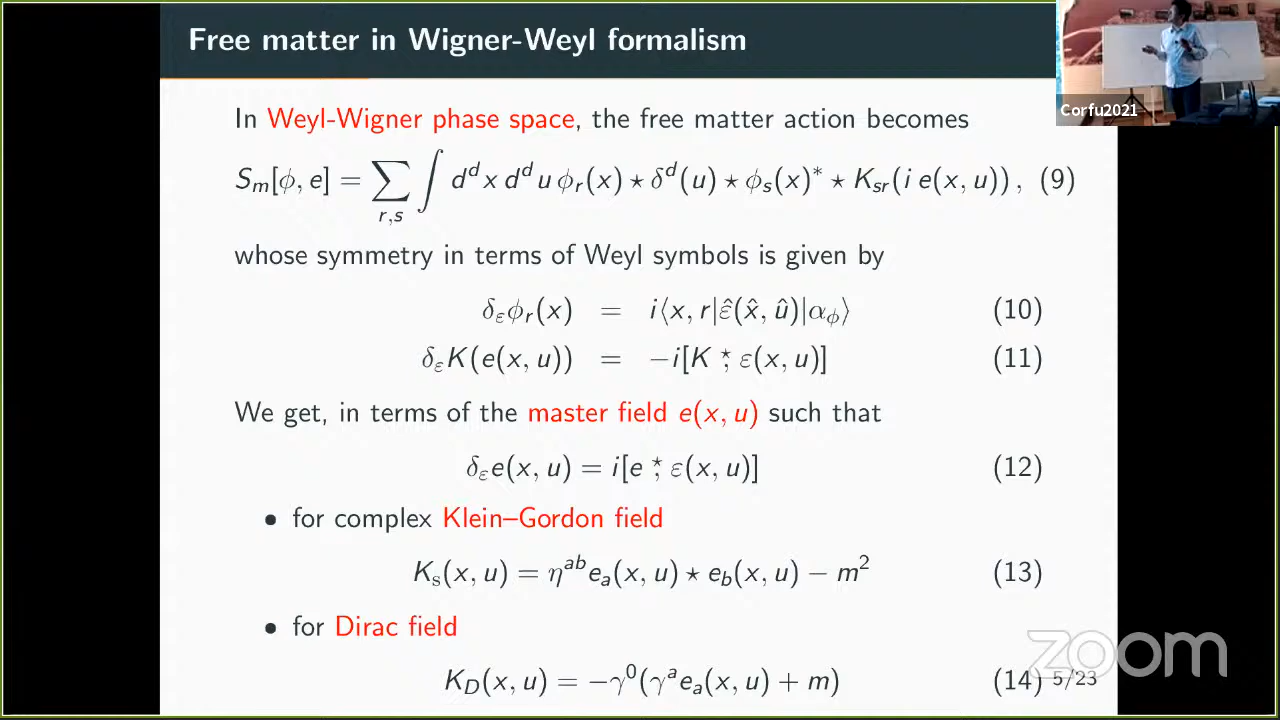 Free matter in Wigner-Weyl formalism
Corfu2021
In Weyl-Wigner phase space, the free matter action becomes
S_m[ϕ, e] = ∑_{r,s} ∫ d^d x d^d u ϕ_r(x) ⋆ δ^d(u) ⋆ ϕ_s(x)* ⋆ K_{sr}(i e(x, u)) , (9)
whose symmetry in terms of Weyl symbols is given by
δ_ε ϕ_r(x) = i⟨x, r|ε̂(x̂, û)|α_ϕ⟩ (10)
δ_ε K(e(x, u)) = −i[K ⋆, ε(x, u)] (11)
We get, in terms of the master field e(x, u) such that
δ_ε e(x, u) = i[e ⋆, ε(x, u)] (12)
• for complex Klein–Gordon field
K_s(x, u) = η^{ab} e_a(x, u) ⋆ e_b(x, u) − m² (13)
• for Dirac field
K_D(x, u) = −γ⁰(γ^a e_a(x, u) + m) (14)
5/23
zoom